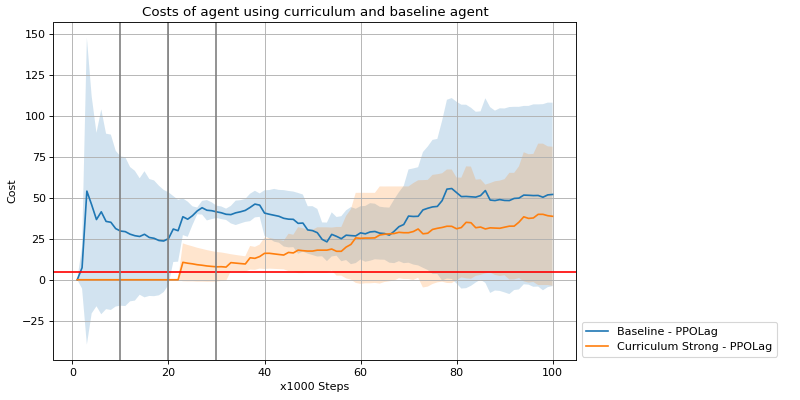 Costs of agent using curriculum and baseline agent
150
125
100
75
50
25
0
−25
Cost
0 20 40 60 80 100
x1000 Steps
Baseline - PPOLag
Curriculum Strong - PPOLag